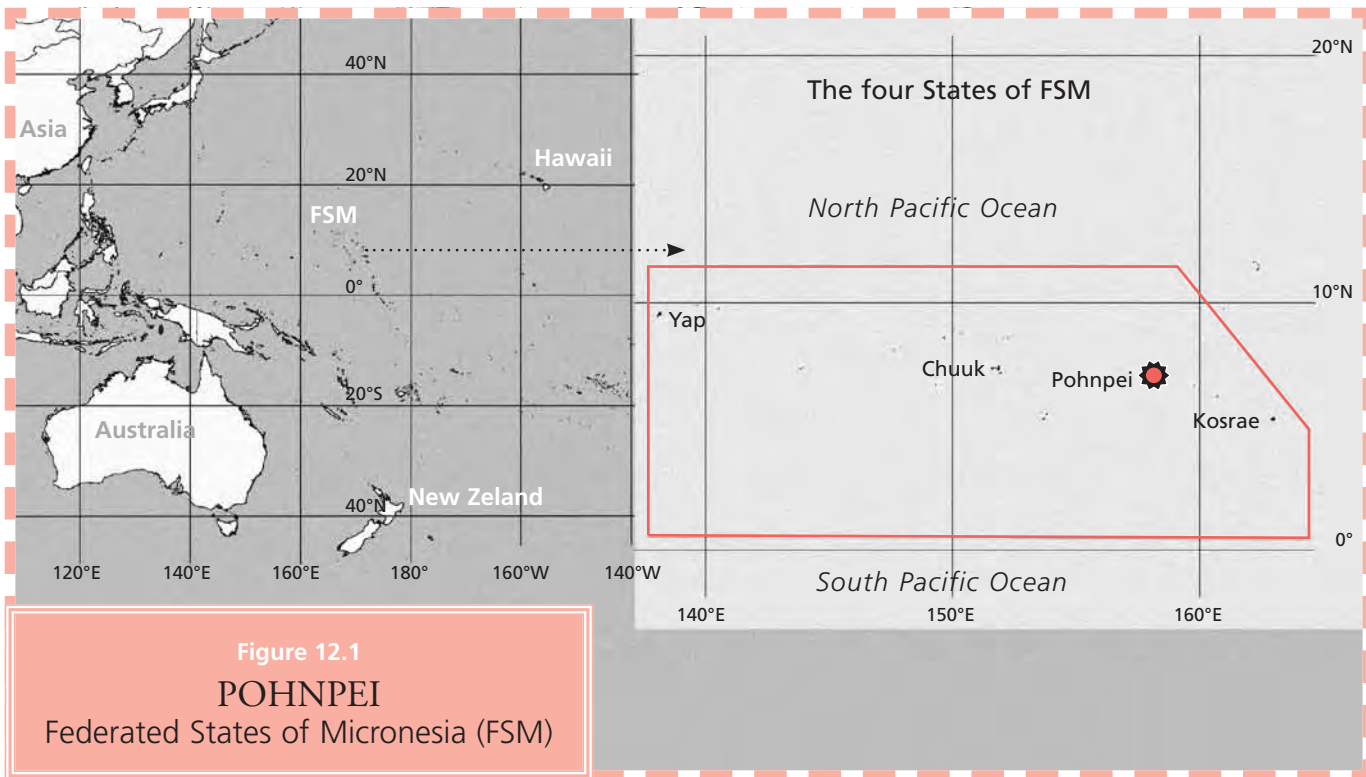 40°N
Asia
Hawaii
20°N
FSM
0°
20°S
Australia
40°N
New Zeland
120°E 140°E 160°E 180° 160°W 140°W
20°N
The four States of FSM
North Pacific Ocean
10°N
Yap
Chuuk
Pohnpei
Kosrae
0°
South Pacific Ocean
140°E 150°E 160°E
Figure 12.1
POHNPEI
Federated States of Micronesia (FSM)